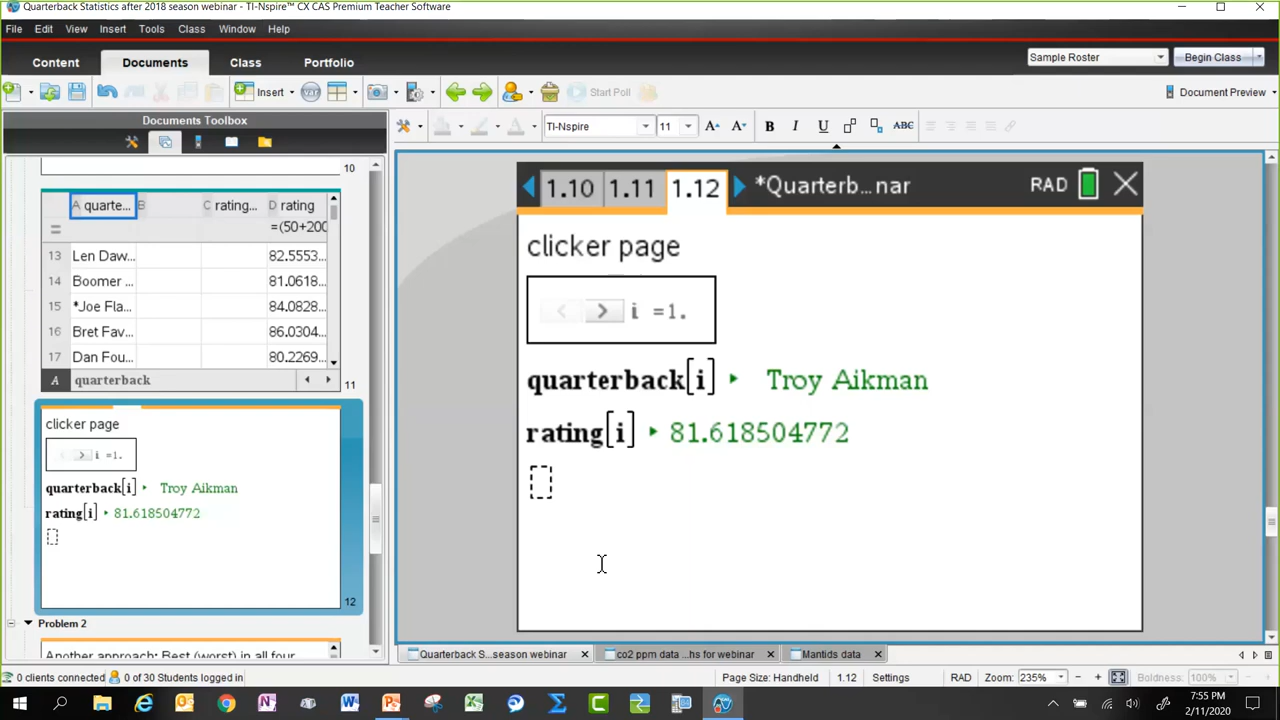 Quarterback Statistics after 2018 season webinar - TI-Nspire™ CX CAS Premium Teacher Software
File Edit View Insert Tools Class Window Help
Content Documents Class Portfolio
Sample Roster Begin Class
Insert Start Poll Document Preview
Documents Toolbox
TI-Nspire 11 B I U ABC
10
A quarte... B C rating... D rating
= =(50+200
13 Len Daw... 82.5553...
14 Boomer ... 81.0618...
15 *Joe Fla... 84.0828...
16 Bret Fav... 86.0304...
17 Dan Fou... 80.2269...
A quarterback
11
clicker page
i =1.
quarterback[i] ▸ Troy Aikman
rating[i] ▸ 81.618504772
12
Problem 2
Another approach: Best (worst) in all four
1.10 1.11 1.12 *Quarterb...nar RAD
clicker page
i =1.
quarterback[i] ▸ Troy Aikman
rating[i] ▸ 81.618504772
Quarterback S...season webinar co2 ppm data ...hs for webinar Mantids data
0 clients connected 0 of 30 Students logged in Page Size: Handheld 1.12 Settings RAD Zoom: 235% Boldness: 100%
7:55 PM
2/11/2020